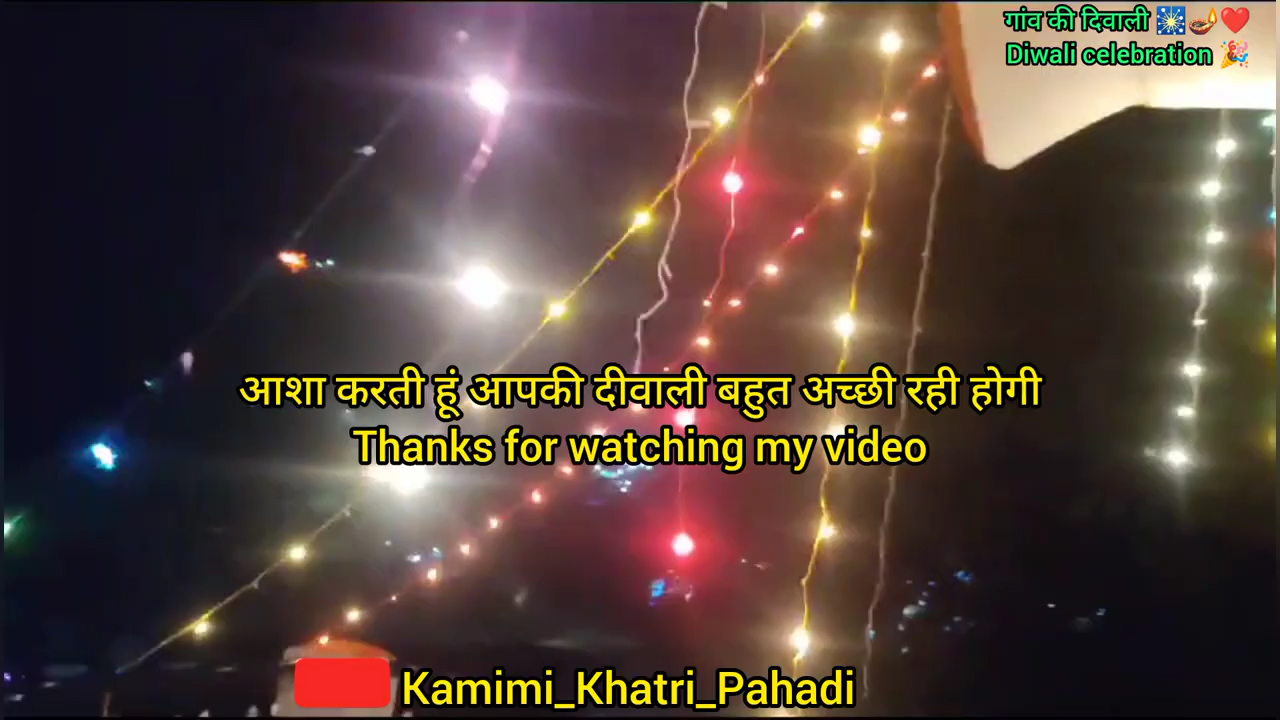 गांव की दिवाली 🎆🪔❤️
Diwali celebration 🎉
आशा करती हूं आपकी दीवाली बहुत अच्छी रही होगी
Thanks for watching my video
Kamimi_Khatri_Pahadi